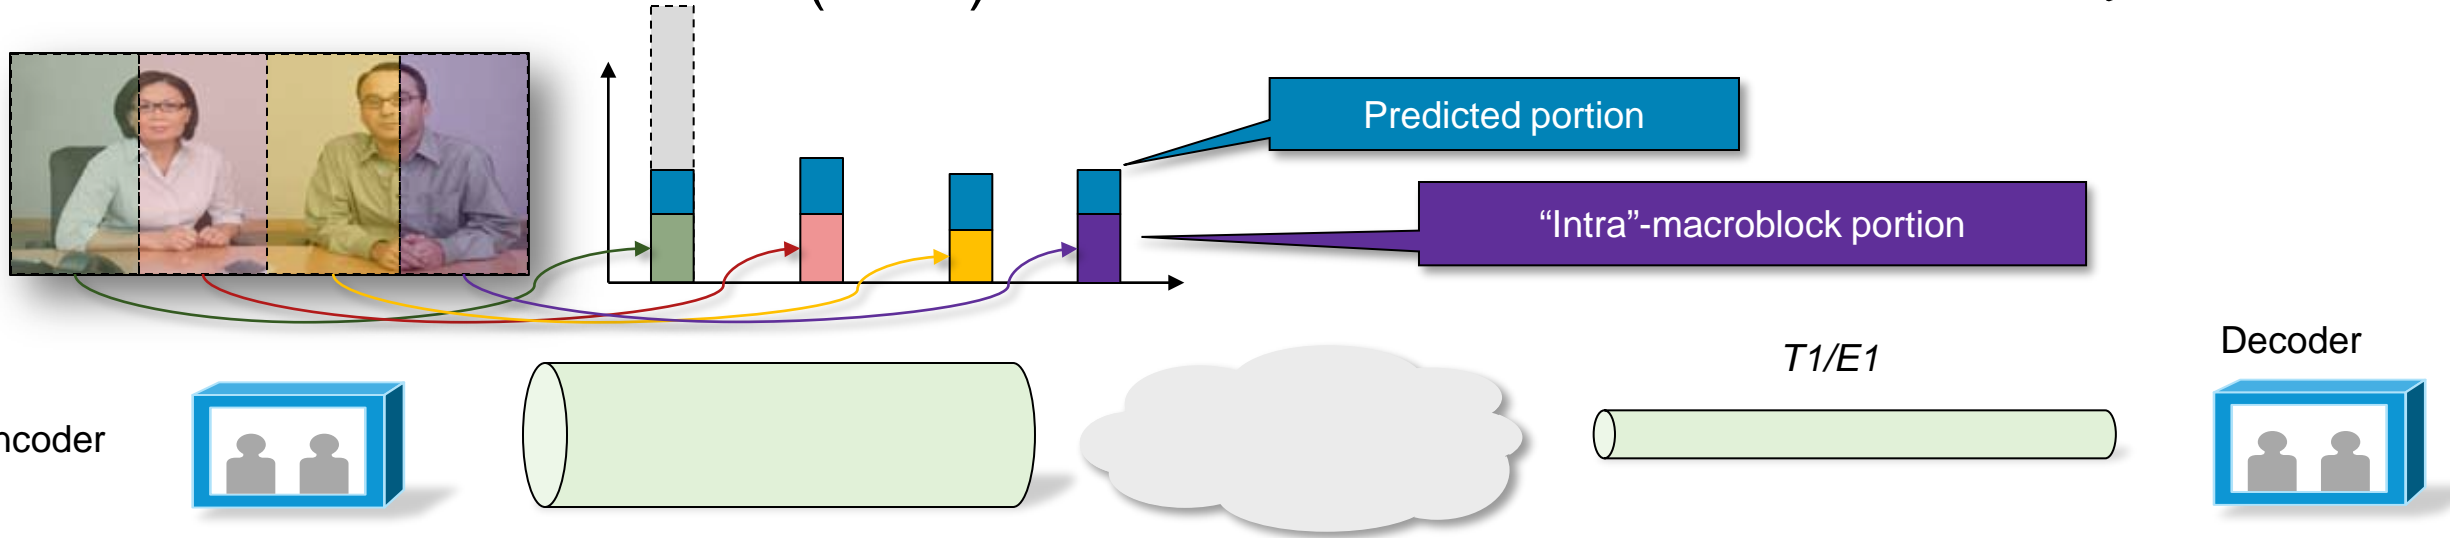 Predicted portion
“Intra”-macroblock portion
T1/E1
Decoder
ncoder